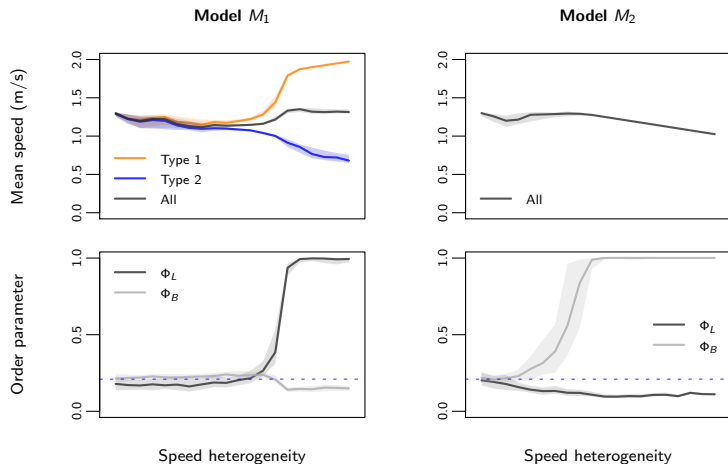 Model M1
Model M2
Mean speed (m/s)
2.0
1.5
1.0
0.5
0.0
Type 1
Type 2
All
2.0
1.5
1.0
0.5
0.0
All
Order parameter
1.0
0.5
0.0
ΦL
ΦB
1.0
0.5
0.0
ΦL
ΦB
Speed heterogeneity
Speed heterogeneity